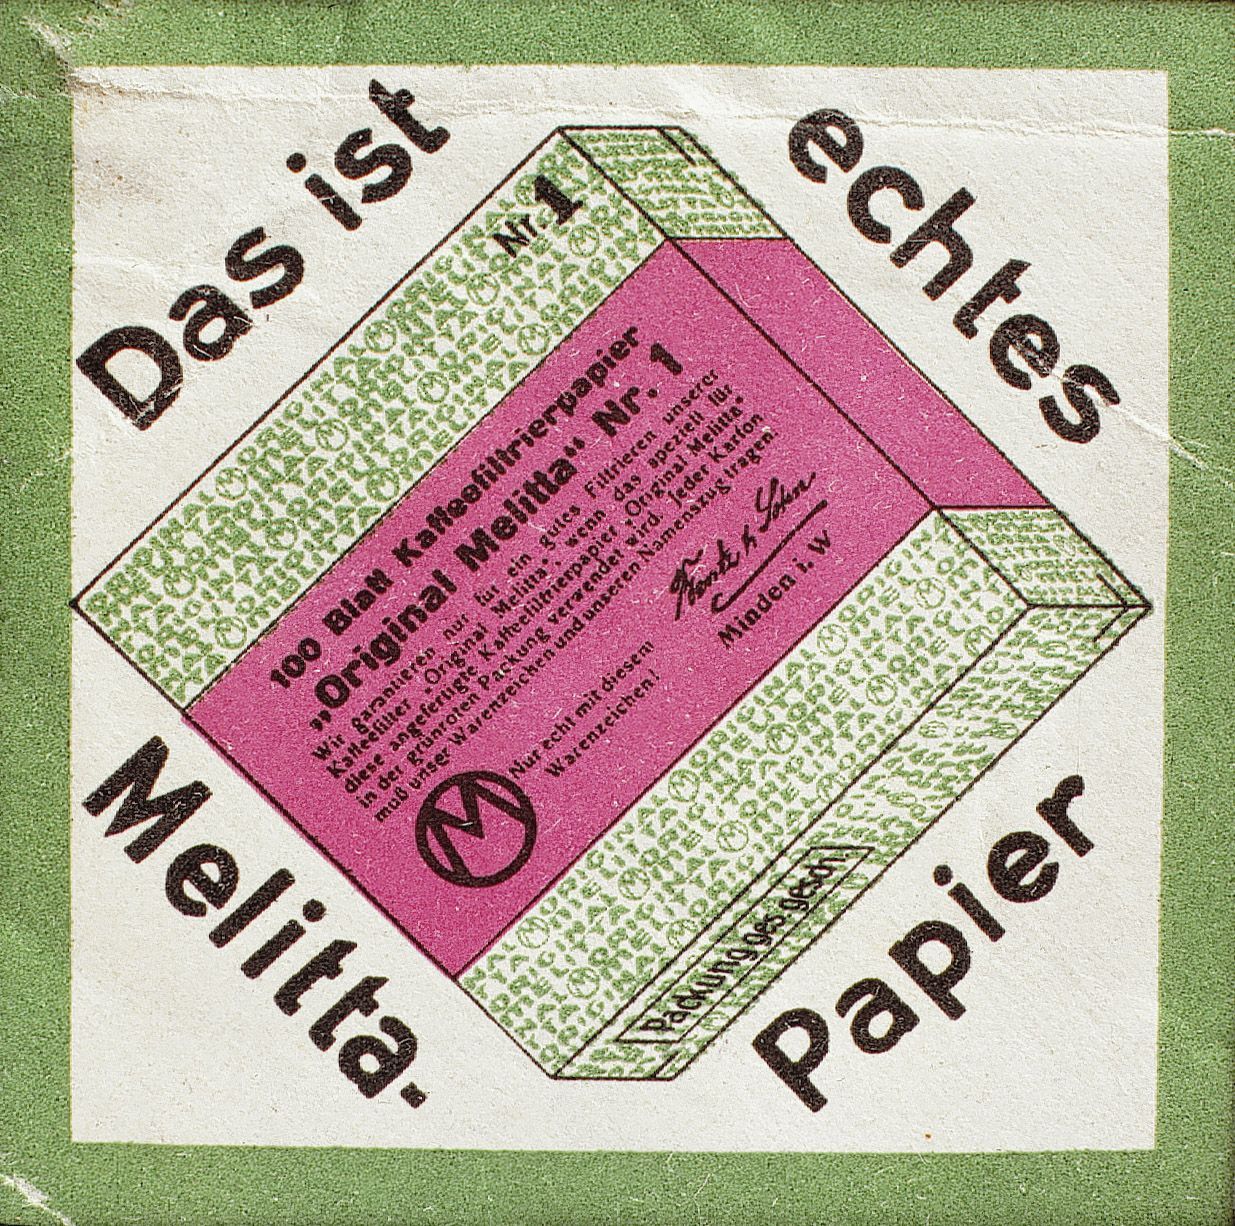 Das ist
echtes
Melitta-
Papier
Nr. 1
100 Blatt Kaffeefiltrierpapier
„Original Melitta“ Nr. 1
Wir garantieren nur für ein gutes Filtrieren unserer
Kaffeefilter „Original Melitta“, wenn das speziell für
diese angefertigte Kaffeefiltrierpapier „Original Melitta“
in der grünroten Packung verwendet wird. Jeder Karton
muß unser Warenzeichen und unseren Namenszug tragen.
Bentz & Sohn
Minden i. W
Nur echt mit diesem
Warenzeichen!
M
Packung ges. gesch